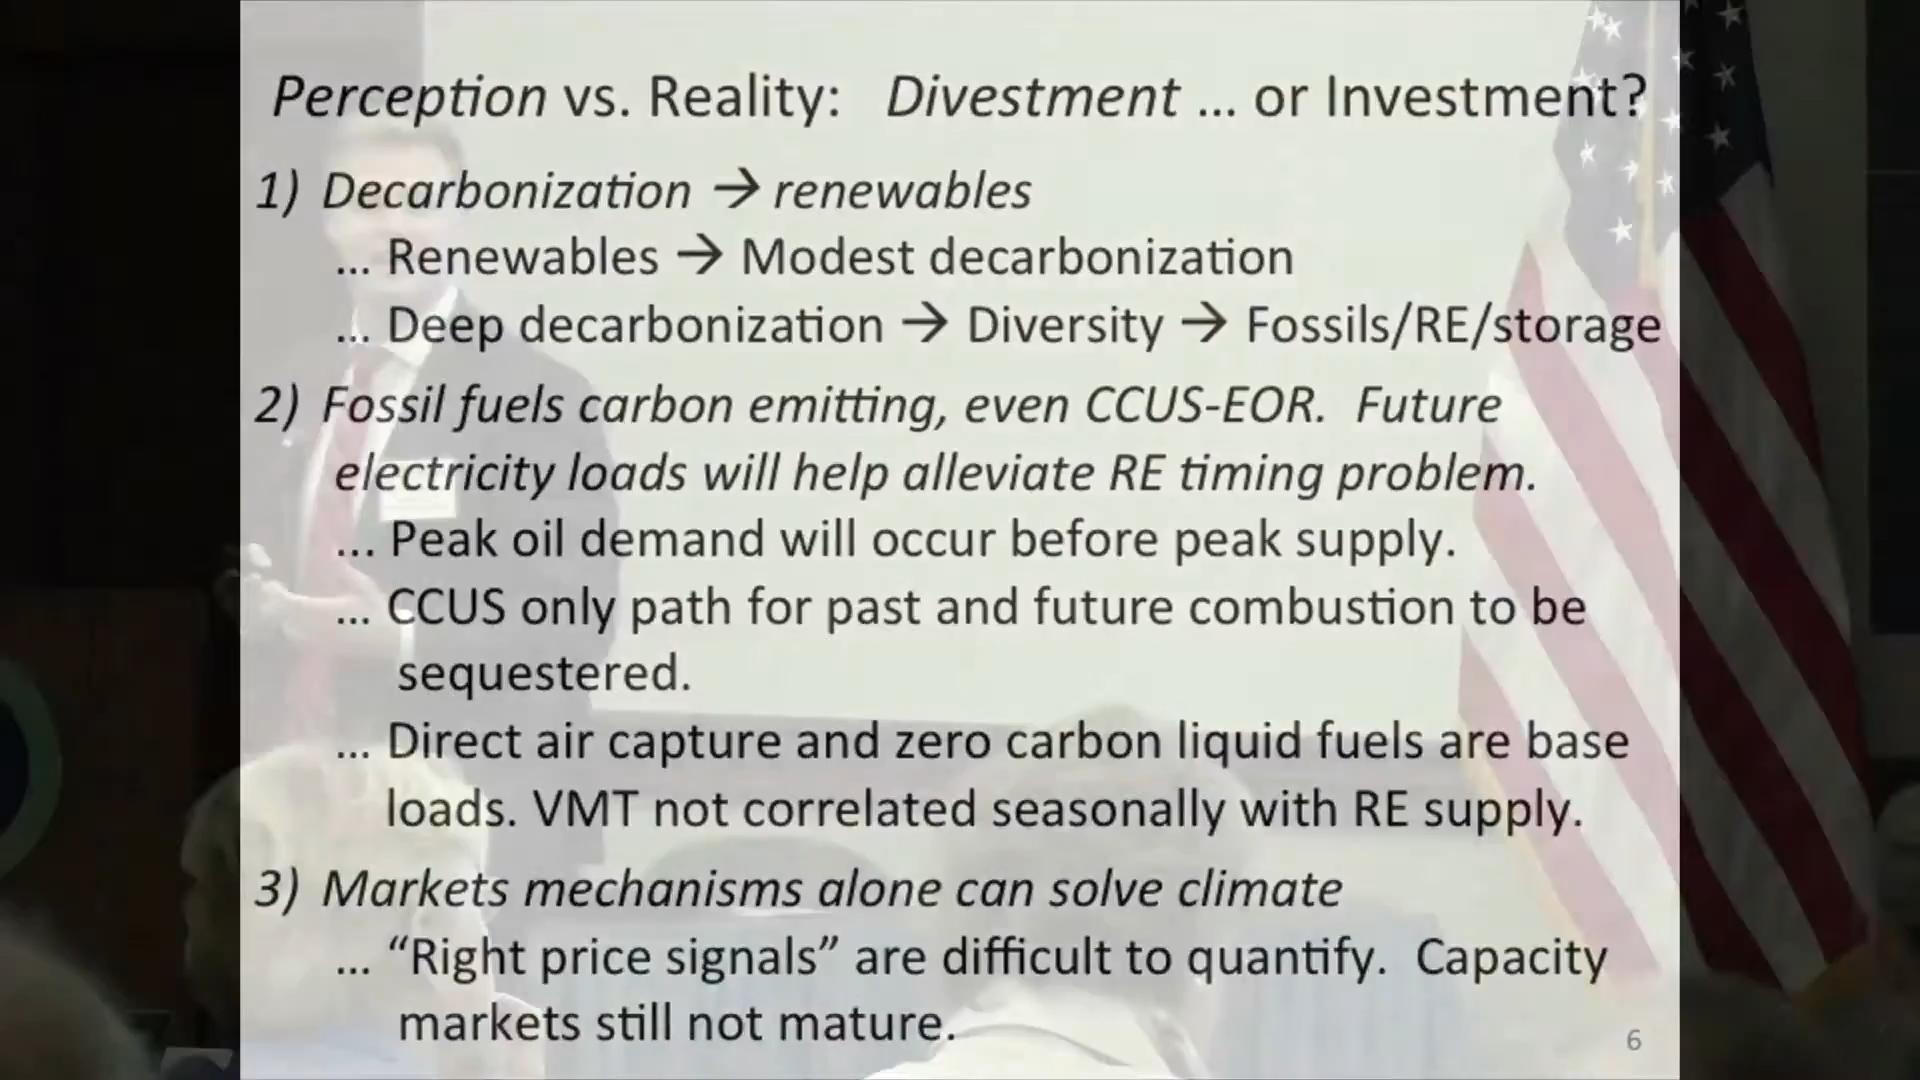 Perception vs. Reality: Divestment ... or Investment?
1) Decarbonization → renewables
... Renewables → Modest decarbonization
... Deep decarbonization → Diversity → Fossils/RE/storage
2) Fossil fuels carbon emitting, even CCUS-EOR. Future
electricity loads will help alleviate RE timing problem.
... Peak oil demand will occur before peak supply.
... CCUS only path for past and future combustion to be
sequestered.
... Direct air capture and zero carbon liquid fuels are base
loads. VMT not correlated seasonally with RE supply.
3) Markets mechanisms alone can solve climate
... “Right price signals” are difficult to quantify. Capacity
markets still not mature.
6